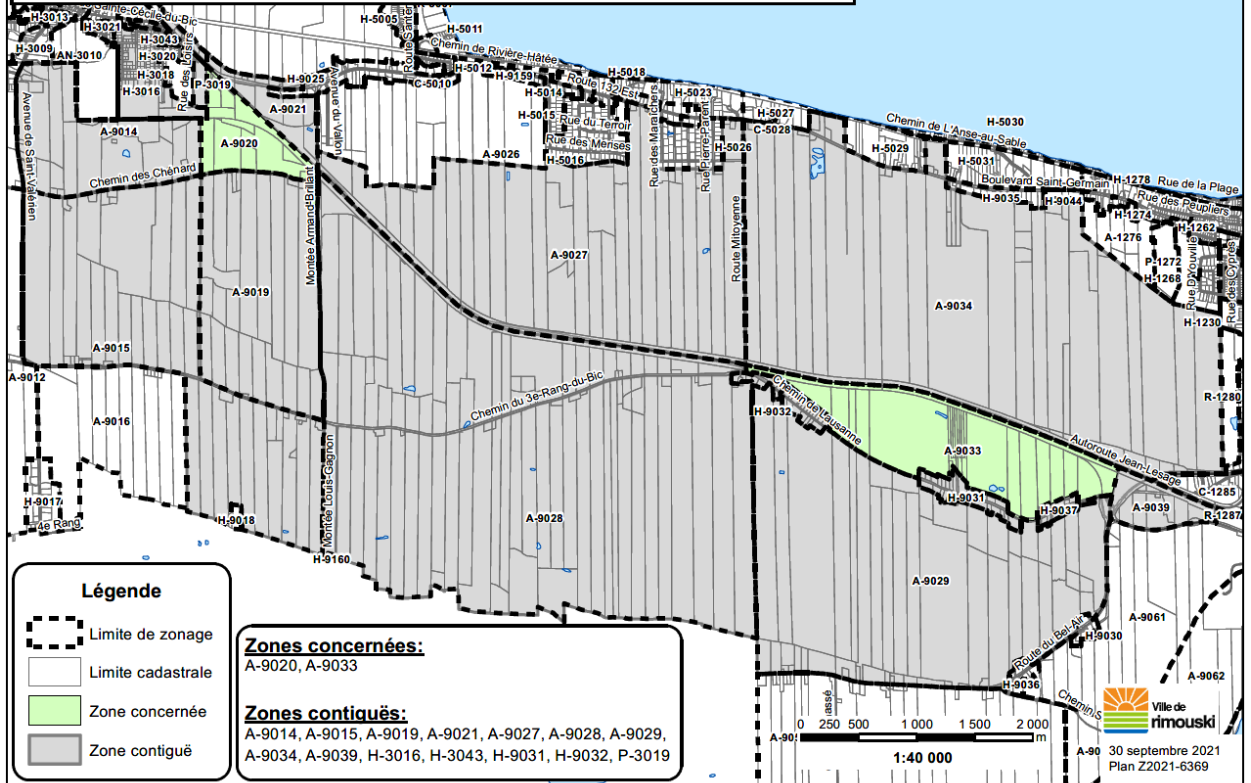 Sainte-Cécile-du-Bic
H-3013
H-3021
H-3009
AN-3010
H-3043
H-3020
H-3018
H-3016
Rue des Loisirs
P-3019
H-9025
A-9021
Avenue du Vallon
H-5005
Route Santerre
H-5011
Chemin de Rivière-Hâtée
H-5012
C-5010
H-9159
H-5018
Route 132 Est
H-5014
H-5015
Rue du Terroir
Rue des Merises
H-5016
H-5023
Rue des Maraîchers
Rue Pierre-Parent
H-5026
H-5027
C-5028
H-5030
Chemin de L'Anse-au-Sable
H-5029
H-5031
Boulevard Saint-Germain
H-1278
Rue de la Plage
H-9035
H-9044
Rue des Peupliers
H-1274
H-1262
A-1276
P-1272
H-1268
Rue D'Youville
Rue des Cyprès
H-1230
Avenue de Saint-Valérien
A-9014
A-9020
Chemin des Chénard
A-9026
Montée Armand-Brillant
A-9027
Route Mitoyenne
A-9019
A-9034
A-9015
A-9012
A-9016
Chemin du 3e-Rang-du-Bic
H-9032
Chemin de Lausanne
R-1280
A-9033
Autoroute Jean-Lesage
H-9031
H-9037
A-9039
C-1285
R-1287
H-9017
4e Rang
H-9018
Montée Louis-Gagnon
A-9028
H-9160
A-9029
A-9061
Route du Bel-Air
H-9030
H-9036
A-9062
Chemin S
Légende
Limite de zonage
Limite cadastrale
Zone concernée
Zone contiguë
Zones concernées:
A-9020, A-9033
Zones contiguës:
A-9014, A-9015, A-9019, A-9021, A-9027, A-9028, A-9029,
A-9034, A-9039, H-3016, H-3043, H-9031, H-9032, P-3019
0 250 500 1 000 1 500 2 000
m
1:40 000
Ville de
rimouski
30 septembre 2021
Plan Z2021-6369